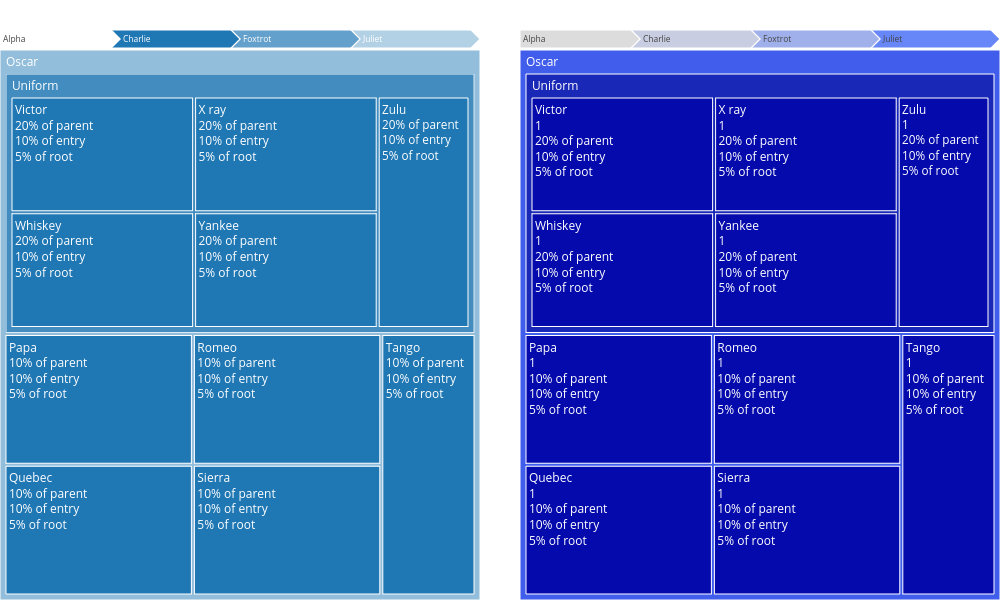 Alpha
Charlie
Foxtrot
Juliet
Oscar
Uniform
Victor
20% of parent
10% of entry
5% of root
X ray
20% of parent
10% of entry
5% of root
Zulu
20% of parent
10% of entry
5% of root
Whiskey
20% of parent
10% of entry
5% of root
Yankee
20% of parent
10% of entry
5% of root
Papa
10% of parent
10% of entry
5% of root
Romeo
10% of parent
10% of entry
5% of root
Tango
10% of parent
10% of entry
5% of root
Quebec
10% of parent
10% of entry
5% of root
Sierra
10% of parent
10% of entry
5% of root
Alpha
Charlie
Foxtrot
Juliet
Oscar
Uniform
Victor
1
20% of parent
10% of entry
5% of root
X ray
1
20% of parent
10% of entry
5% of root
Zulu
1
20% of parent
10% of entry
5% of root
Whiskey
1
20% of parent
10% of entry
5% of root
Yankee
1
20% of parent
10% of entry
5% of root
Papa
1
10% of parent
10% of entry
5% of root
Romeo
1
10% of parent
10% of entry
5% of root
Tango
1
10% of parent
10% of entry
5% of root
Quebec
1
10% of parent
10% of entry
5% of root
Sierra
1
10% of parent
10% of entry
5% of root